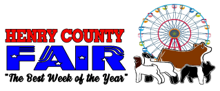 HENRY COUNTY
FAIR
"The Best Week of the Year"